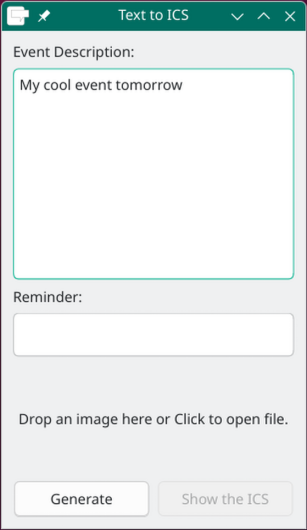 Text to ICS
Event Description:
My cool event tomorrow
Reminder:
Drop an image here or Click to open file.
Generate
Show the ICS